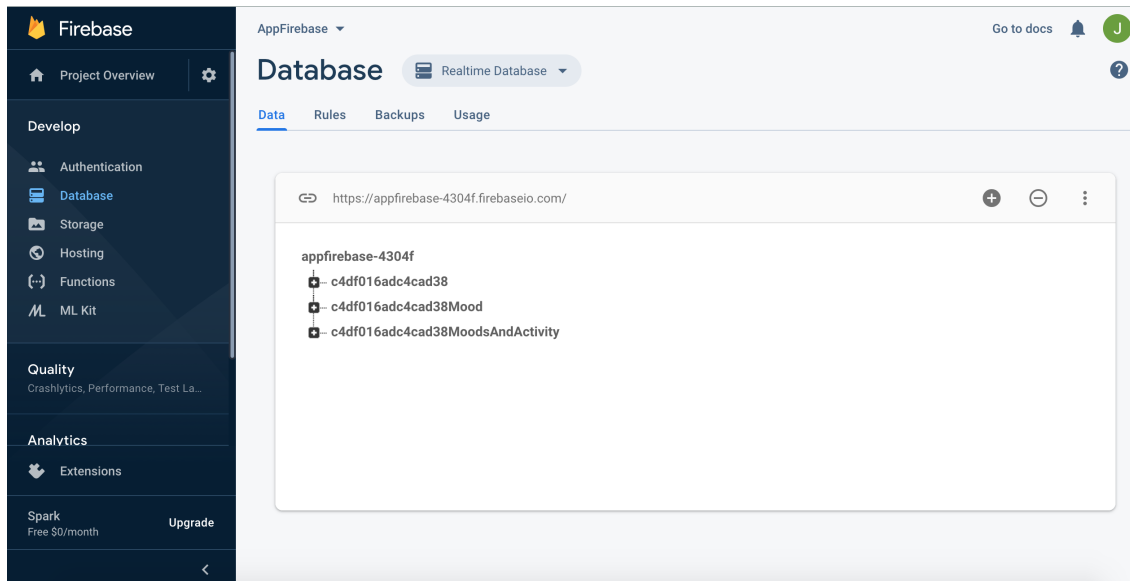 Firebase
Project Overview
Develop
Authentication
Database
Storage
Hosting
Functions
ML Kit
Quality
Crashlytics, Performance, Test La...
Analytics
Extensions
Spark
Free $0/month
Upgrade
AppFirebase
Go to docs
J
Database
Realtime Database
?
Data Rules Backups Usage
https://appfirebase-4304f.firebaseio.com/
appfirebase-4304f
c4df016adc4cad38
c4df016adc4cad38Mood
c4df016adc4cad38MoodsAndActivity